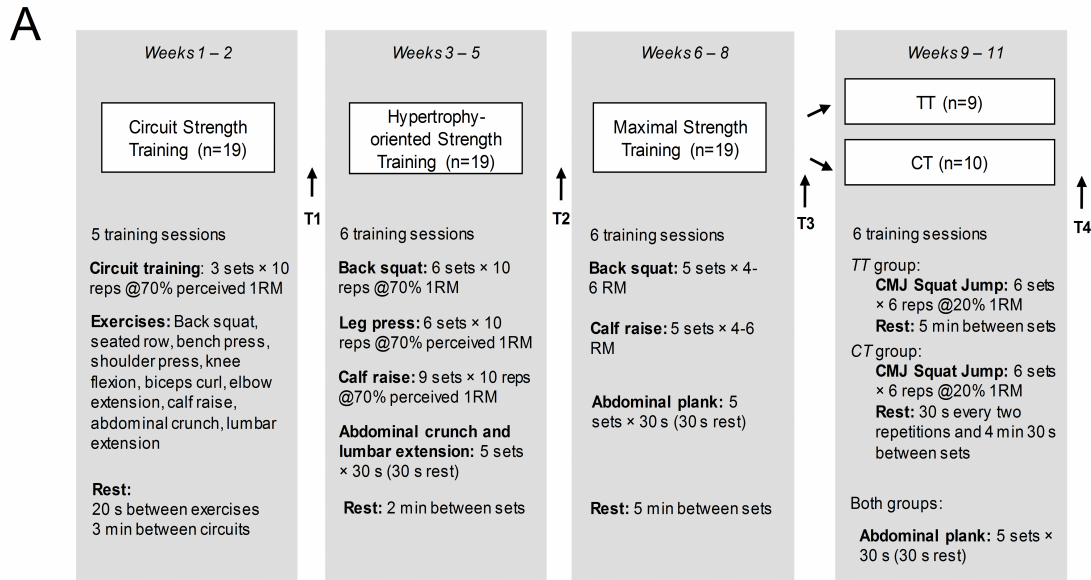 A
Weeks 1 – 2
Circuit Strength
Training (n=19)
T1
5 training sessions
Circuit training: 3 sets × 10
reps @70% perceived 1RM
Exercises: Back squat,
seated row, bench press,
shoulder press, knee
flexion, biceps curl, elbow
extension, calf raise,
abdominal crunch, lumbar
extension
Rest:
20 s between exercises
3 min between circuits
Weeks 3 – 5
Hypertrophy-
oriented Strength
Training (n=19)
T2
6 training sessions
Back squat: 6 sets × 10
reps @70% 1RM
Leg press: 6 sets × 10
reps @70% perceived 1RM
Calf raise: 9 sets × 10 reps
@70% perceived 1RM
Abdominal crunch and
lumbar extension: 5 sets
× 30 s (30 s rest)
Rest: 2 min between sets
Weeks 6 – 8
Maximal Strength
Training (n=19)
T3
6 training sessions
Back squat: 5 sets × 4-
6 RM
Calf raise: 5 sets × 4-6
RM
Abdominal plank: 5
sets × 30 s (30 s rest)
Rest: 5 min between sets
Weeks 9 – 11
TT (n=9)
CT (n=10)
T4
6 training sessions
TT group:
CMJ Squat Jump: 6 sets
× 6 reps @20% 1RM
Rest: 5 min between sets
CT group:
CMJ Squat Jump: 6 sets
× 6 reps @20% 1RM
Rest: 30 s every two
repetitions and 4 min 30 s
between sets
Both groups:
Abdominal plank: 5 sets ×
30 s (30 s rest)